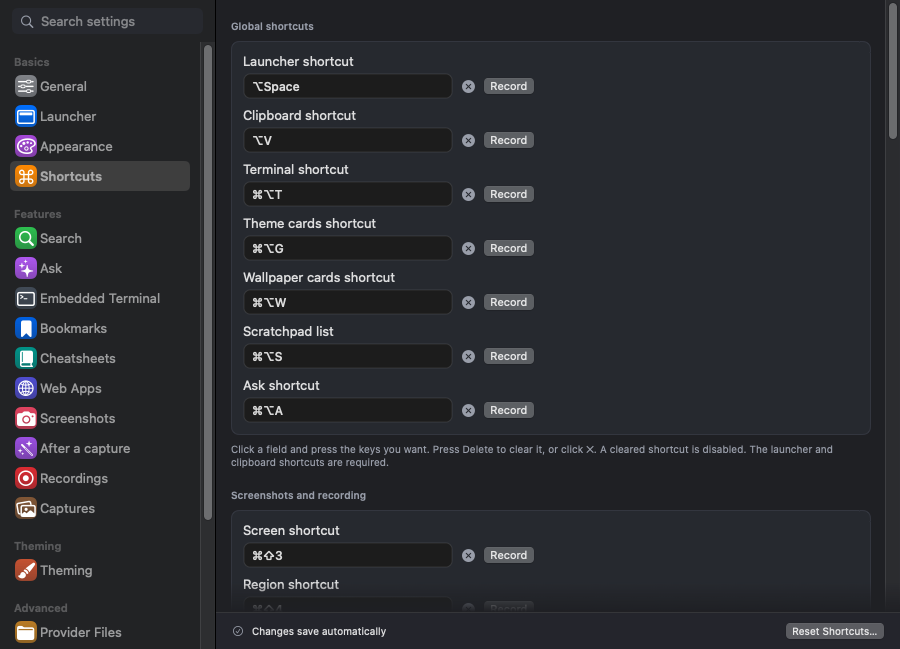 Search settings
Basics
General
Launcher
Appearance
Shortcuts
Features
Search
Ask
Embedded Terminal
Bookmarks
Cheatsheets
Web Apps
Screenshots
After a capture
Recordings
Captures
Theming
Theming
Advanced
Provider Files
Global shortcuts
Launcher shortcut
⌥Space
Record
Clipboard shortcut
⌥V
Record
Terminal shortcut
⌘⌥T
Record
Theme cards shortcut
⌘⌥G
Record
Wallpaper cards shortcut
⌘⌥W
Record
Scratchpad list
⌘⌥S
Record
Ask shortcut
⌘⌥A
Record
Click a field and press the keys you want. Press Delete to clear it, or click ✕. A cleared shortcut is disabled. The launcher and
clipboard shortcuts are required.
Screenshots and recording
Screen shortcut
⌘⇧3
Record
Region shortcut
⌘⇧4
Record
Changes save automatically
Reset Shortcuts...